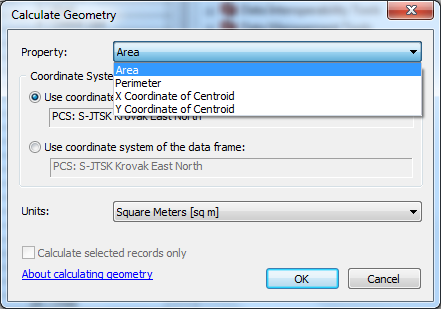 Calculate Geometry
Property:
Area
Area
Perimeter
X Coordinate of Centroid
Y Coordinate of Centroid
Coordinate System
Use coordinate
PCS: S-JTSK Krovak East North
Use coordinate system of the data frame:
PCS: S-JTSK Krovak East North
Units:
Square Meters [sq m]
Calculate selected records only
About calculating geometry
OK
Cancel